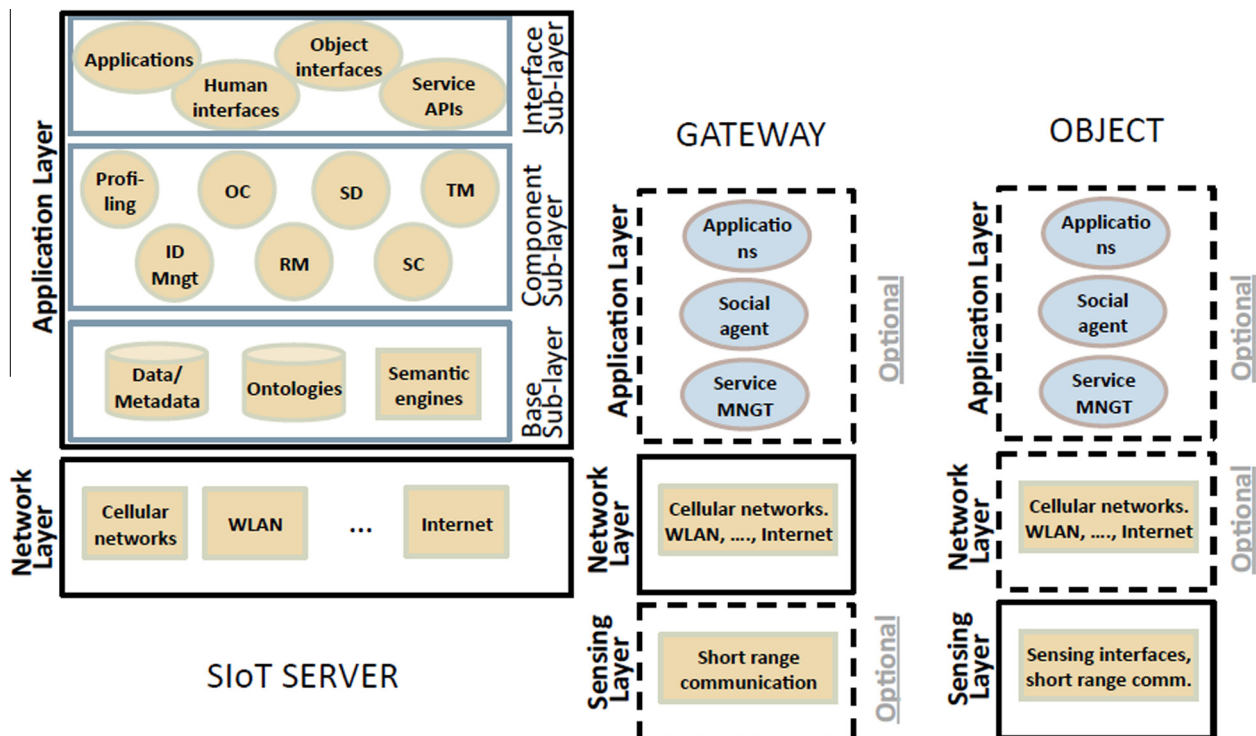 Application Layer
Applications
Human
interfaces
Object
interfaces
Service
APIs
Interface
Sub-layer
Profi-
ling
OC
SD
TM
ID
Mngt
RM
SC
Component
Sub-layer
Data/
Metadata
Ontologies
Semantic
engines
Base
Sub-layer
Network
Layer
Cellular
networks
WLAN
...
Internet
SIoT SERVER
GATEWAY
Application Layer
Applicatio
ns
Social
agent
Service
MNGT
Optional
Network
Layer
Cellular networks.
WLAN, ...., Internet
Sensing
Layer
Short range
communication
Optional
OBJECT
Application Layer
Applicatio
ns
Social
agent
Service
MNGT
Optional
Network
Layer
Cellular networks.
WLAN, ...., Internet
Optional
Sensing
Layer
Sensing interfaces,
short range comm.